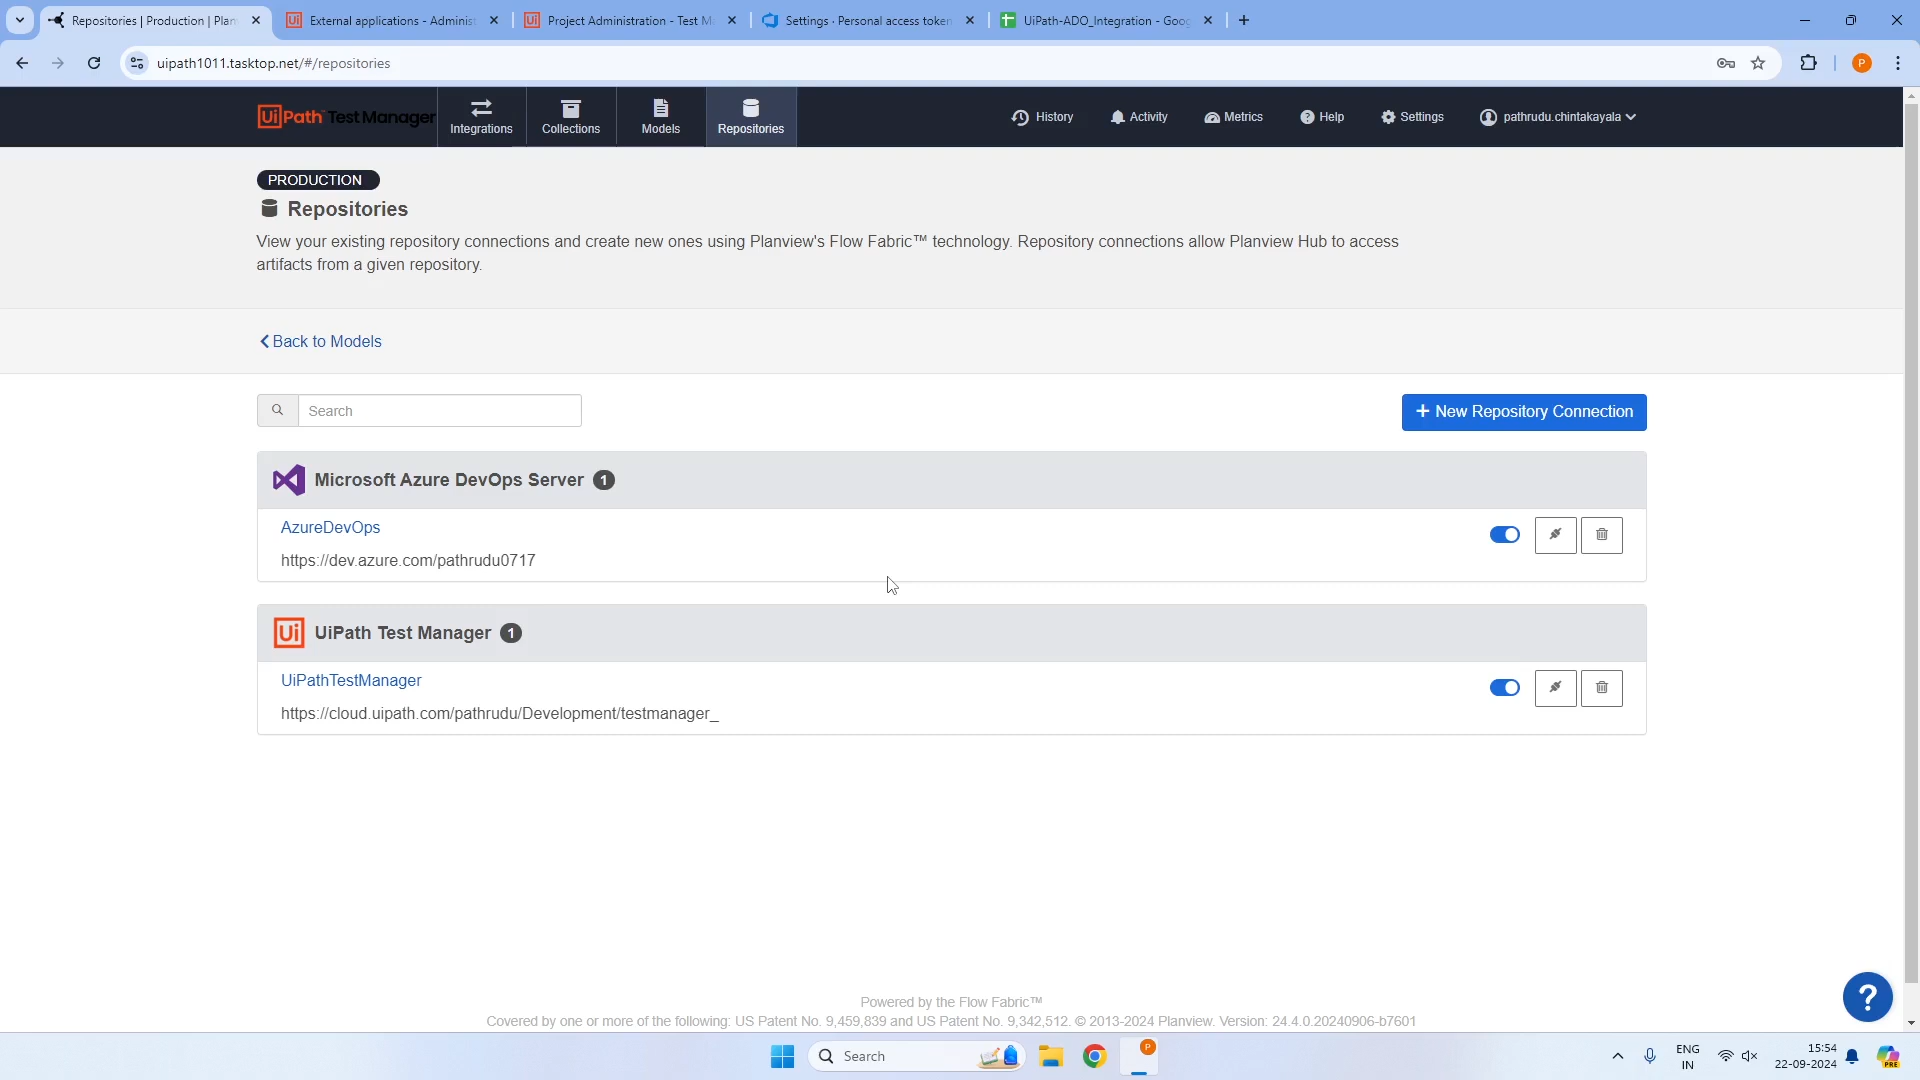 Repositories | Production | Plan
External applications - Administ
Project Administration - Test M
Settings · Personal access token
UiPath-ADO_Integration - Goog
uipath1011.tasktop.net/#/repositories
P
Ui Path Test Manager
Integrations
Collections
Models
Repositories
History
Activity
Metrics
Help
Settings
pathrudu.chintakayala
PRODUCTION
Repositories
View your existing repository connections and create new ones using Planview's Flow Fabric™ technology. Repository connections allow Planview Hub to access
artifacts from a given repository.
Back to Models
Search
+ New Repository Connection
Microsoft Azure DevOps Server 1
AzureDevOps
https://dev.azure.com/pathrudu0717
Ui UiPath Test Manager 1
UiPathTestManager
https://cloud.uipath.com/pathrudu/Development/testmanager_
Powered by the Flow Fabric™
Covered by one or more of the following: US Patent No. 9,459,839 and US Patent No. 9,342,512. © 2013-2024 Planview. Version: 24.4.0.20240906-b7601
?
Search
P
ENG
IN
15:54
22-09-2024
PRE